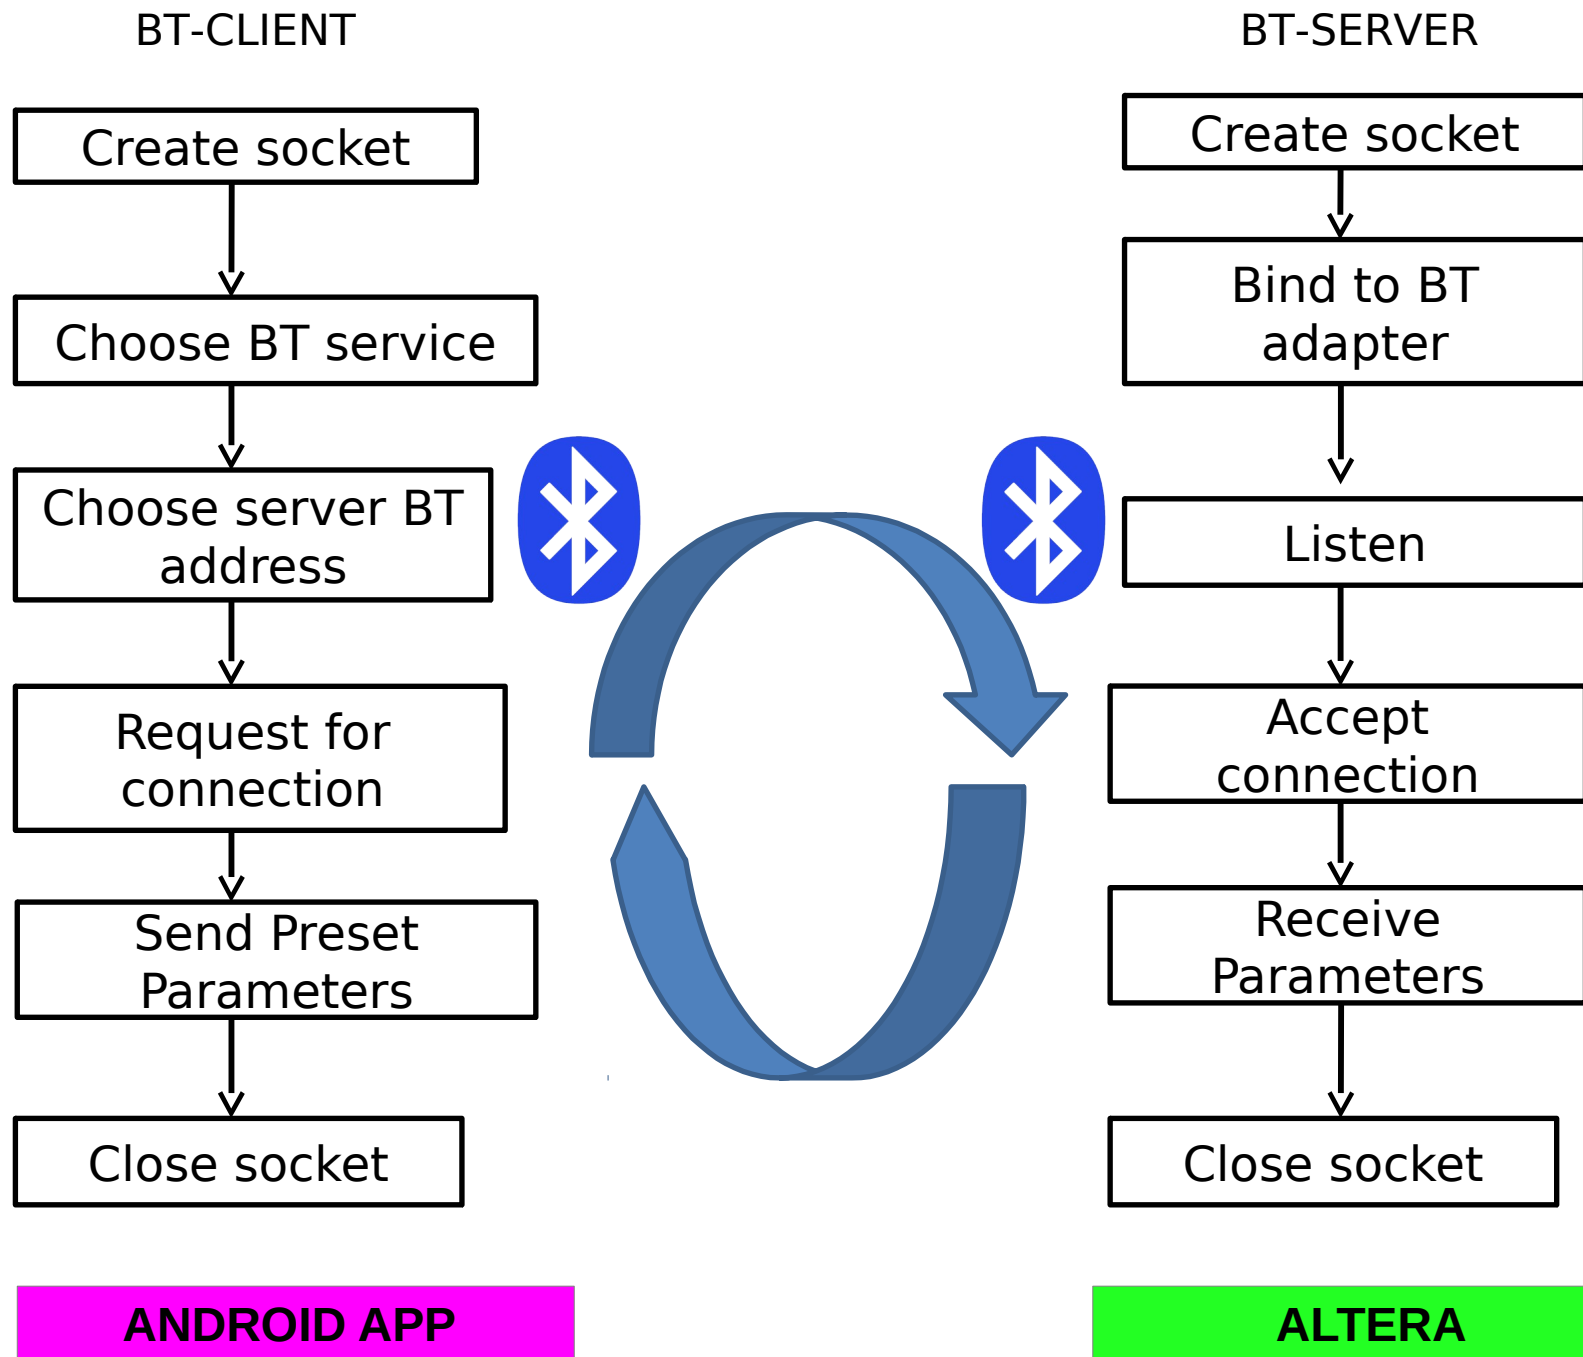 BT-CLIENT
Create socket
Choose BT service
Choose server BT
address
Request for
connection
Send Preset
Parameters
Close socket
ANDROID APP
BT-SERVER
Create socket
Bind to BT
adapter
Listen
Accept
connection
Receive
Parameters
Close socket
ALTERA